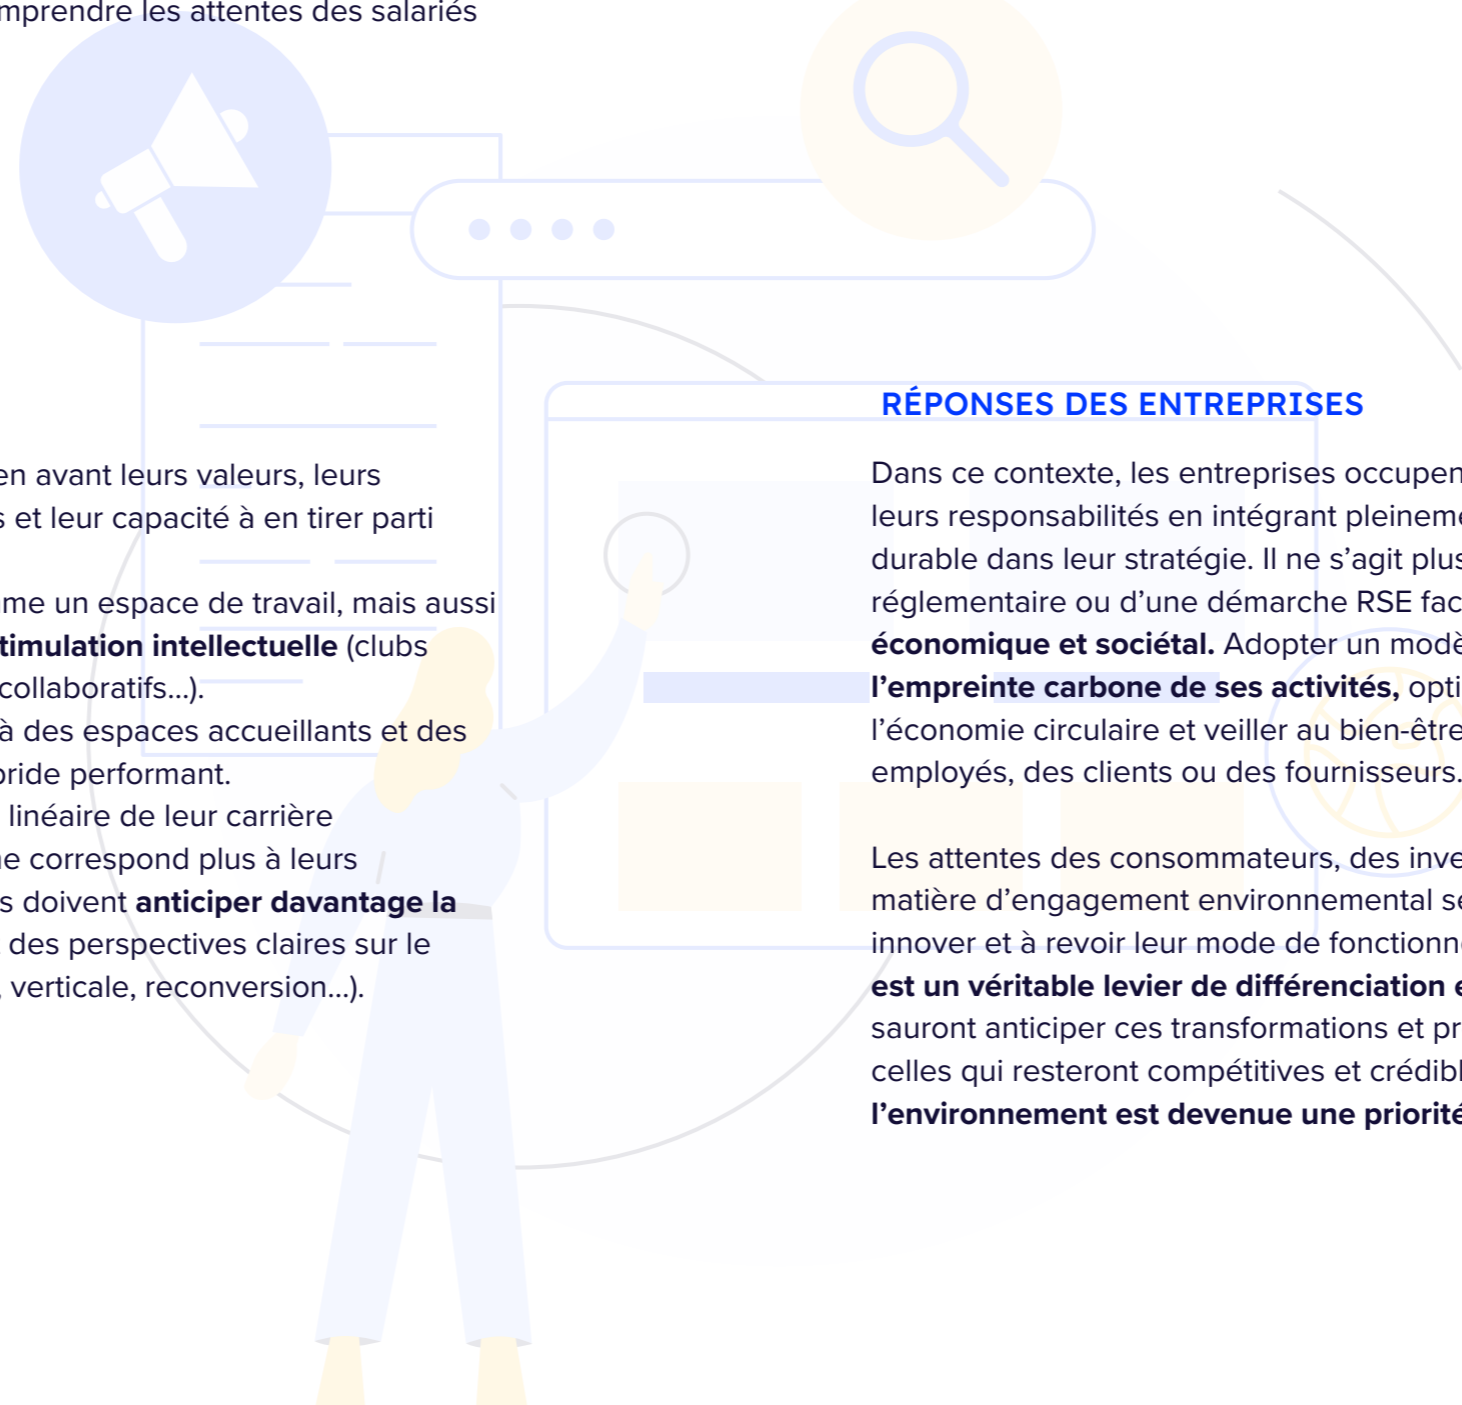 mprendre les attentes des salariés
en avant leurs valeurs, leurs
s et leur capacité à en tirer parti
me un espace de travail, mais aussi
timulation intellectuelle (clubs
collaboratifs...).
à des espaces accueillants et des
bride performant.
linéaire de leur carrière
ne correspond plus à leurs
s doivent anticiper davantage la
des perspectives claires sur le
, verticale, reconversion...).
RÉPONSES DES ENTREPRISES
Dans ce contexte, les entreprises occupen
leurs responsabilités en intégrant pleineme
durable dans leur stratégie. Il ne s’agit plus
réglementaire ou d’une démarche RSE fac
économique et sociétal. Adopter un modè
l’empreinte carbone de ses activités, opti
l’économie circulaire et veiller au bien-être
employés, des clients ou des fournisseurs.
Les attentes des consommateurs, des inve
matière d’engagement environnemental se
innover et à revoir leur mode de fonctionne
est un véritable levier de différenciation e
sauront anticiper ces transformations et pr
celles qui resteront compétitives et crédibl
l’environnement est devenue une priorité